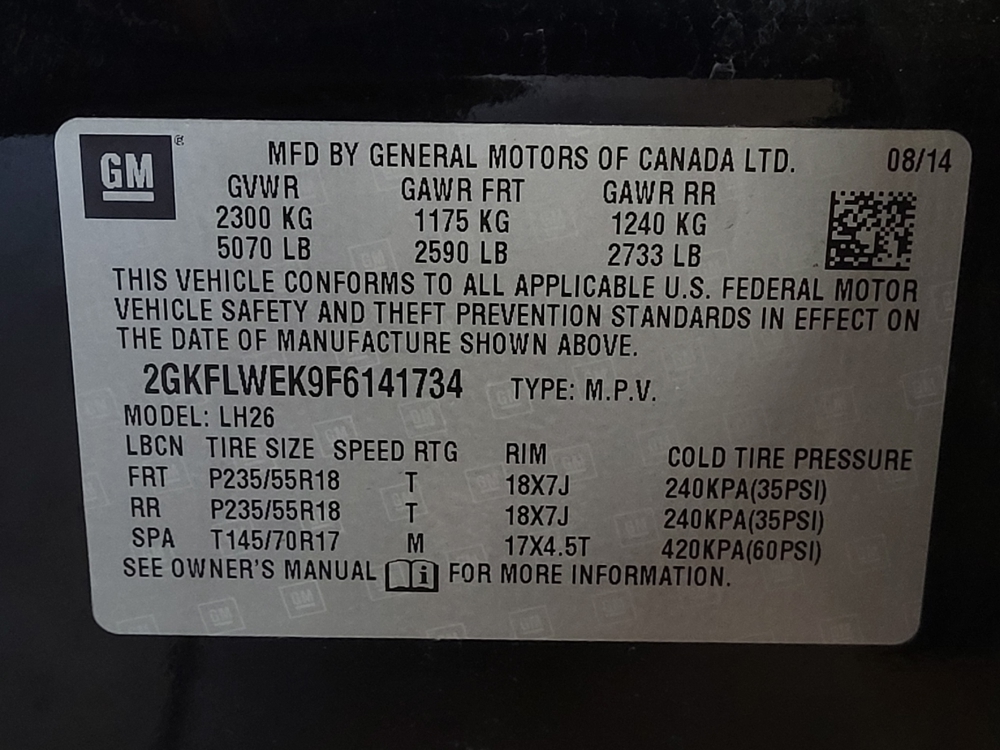 GM ®
MFD BY GENERAL MOTORS OF CANADA LTD. 08/14
GVWR GAWR FRT GAWR RR
2300 KG 1175 KG 1240 KG
5070 LB 2590 LB 2733 LB
THIS VEHICLE CONFORMS TO ALL APPLICABLE U.S. FEDERAL MOTOR
VEHICLE SAFETY AND THEFT PREVENTION STANDARDS IN EFFECT ON
THE DATE OF MANUFACTURE SHOWN ABOVE.
2GKFLWEK9F6141734 TYPE: M.P.V.
MODEL: LH26
LBCN TIRE SIZE SPEED RTG RIM COLD TIRE PRESSURE
FRT P235/55R18 T 18X7J 240KPA(35PSI)
RR P235/55R18 T 18X7J 240KPA(35PSI)
SPA T145/70R17 M 17X4.5T 420KPA(60PSI)
SEE OWNER'S MANUAL i FOR MORE INFORMATION.